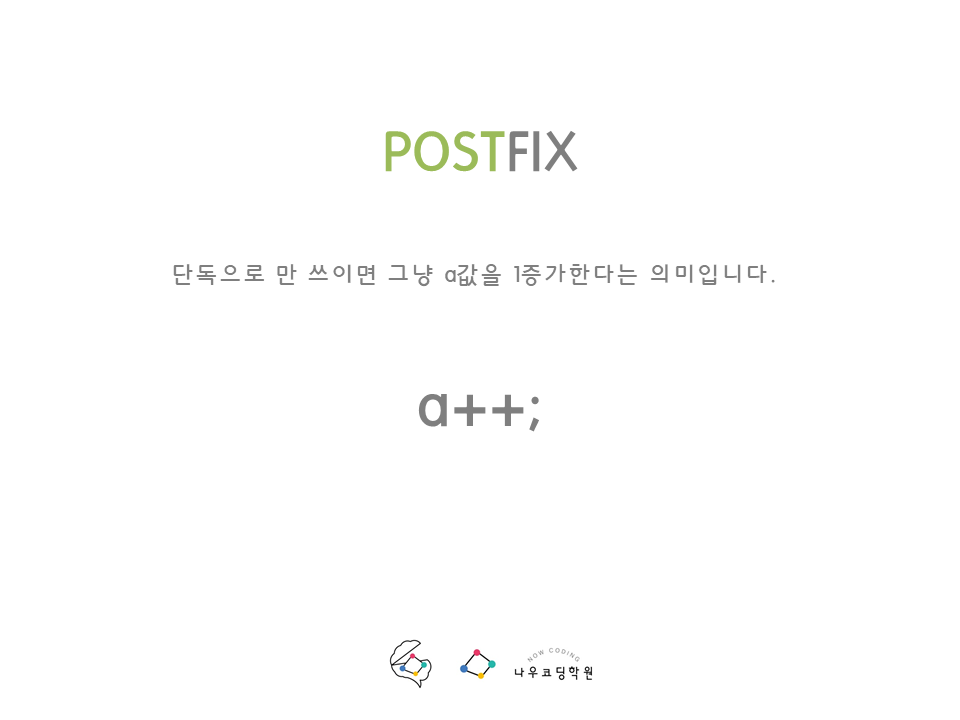 POSTFIX
단독으로 만 쓰이면 그냥 a값을 1증가한다는 의미입니다.
a++;
NOW CODING
나우코딩학원